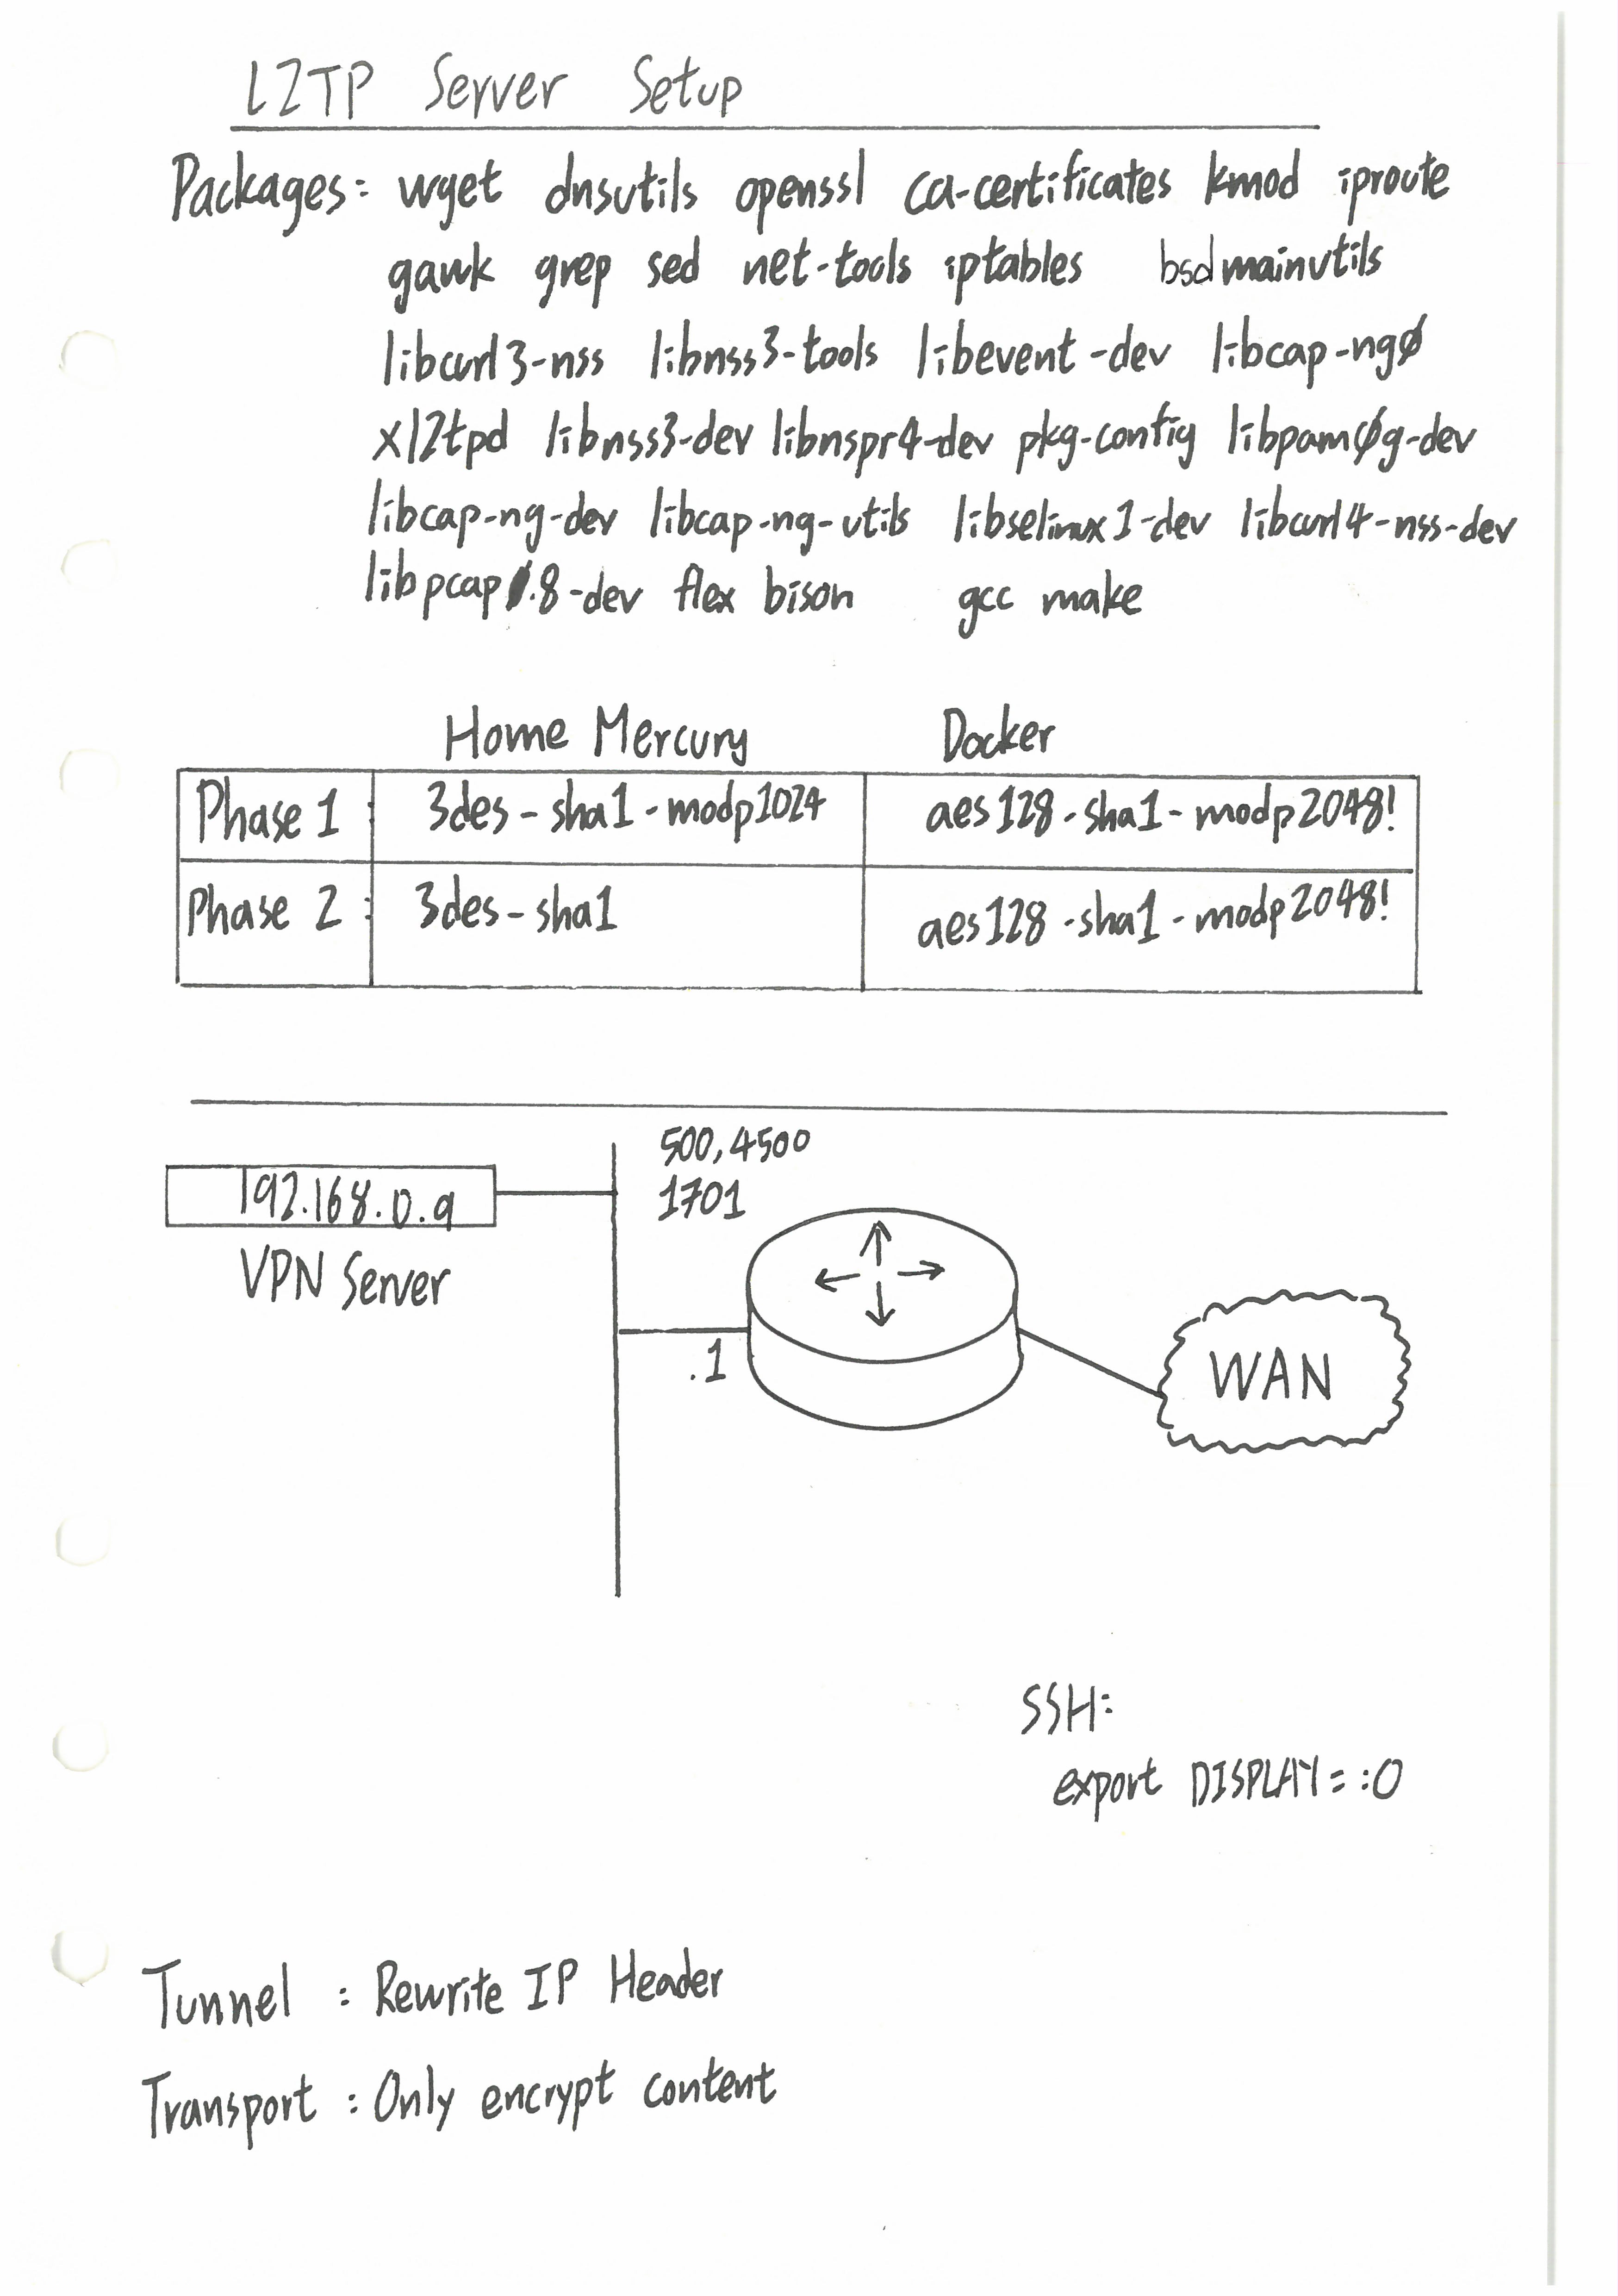 L2TP Server Setup
Packages: wget dnsutils openssl ca-certificates kmod iproute
gawk grep sed net-tools iptables bsdmainutils
libcurl3-nss libnss3-tools libevent-dev libcap-ng0
xl2tpd libnss3-dev libnspr4-dev pkg-config libpam0g-dev
libcap-ng-dev libcap-ng-utils libselinux1-dev libcurl4-nss-dev
libpcap0.8-dev flex bison gcc make
Home Mercury Docker
Phase 1 : 3des-sha1-modp1024 aes128-sha1-modp2048!
Phase 2 : 3des-sha1 aes128-sha1-modp2048!
500,4500
1701
192.168.0.9
VPN Server
.1
WAN
SSH:
export DISPLAY=:0
Tunnel : Rewrite IP Header
Transport : Only encrypt content